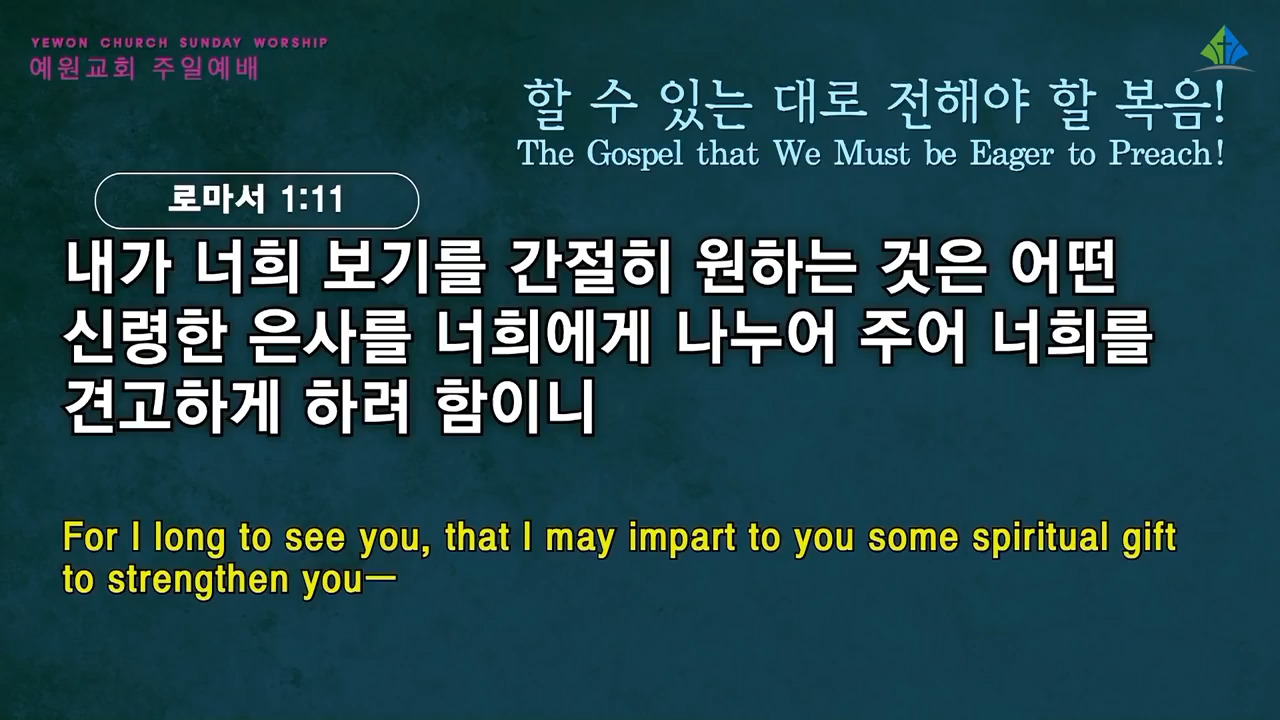 YEWON CHURCH SUNDAY WORSHIP
예원교회 주일예배
할 수 있는 대로 전해야 할 복음!
The Gospel that We Must be Eager to Preach!
로마서 1:11
내가 너희 보기를 간절히 원하는 것은 어떤
신령한 은사를 너희에게 나누어 주어 너희를
견고하게 하려 함이니
For I long to see you, that I may impart to you some spiritual gift
to strengthen you—